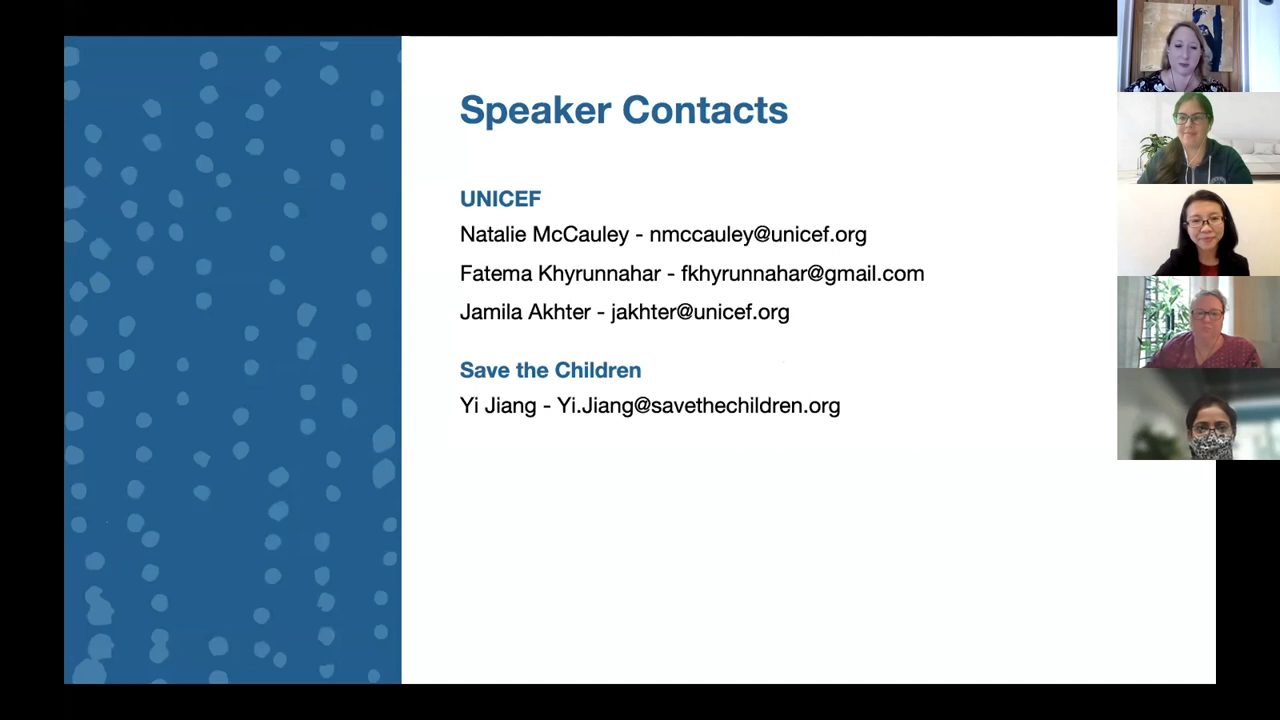 Speaker Contacts
UNICEF
Natalie McCauley - nmccauley@unicef.org
Fatema Khyrunnahar - fkhyrunnahar@gmail.com
Jamila Akhter - jakhter@unicef.org
Save the Children
Yi Jiang - Yi.Jiang@savethechildren.org